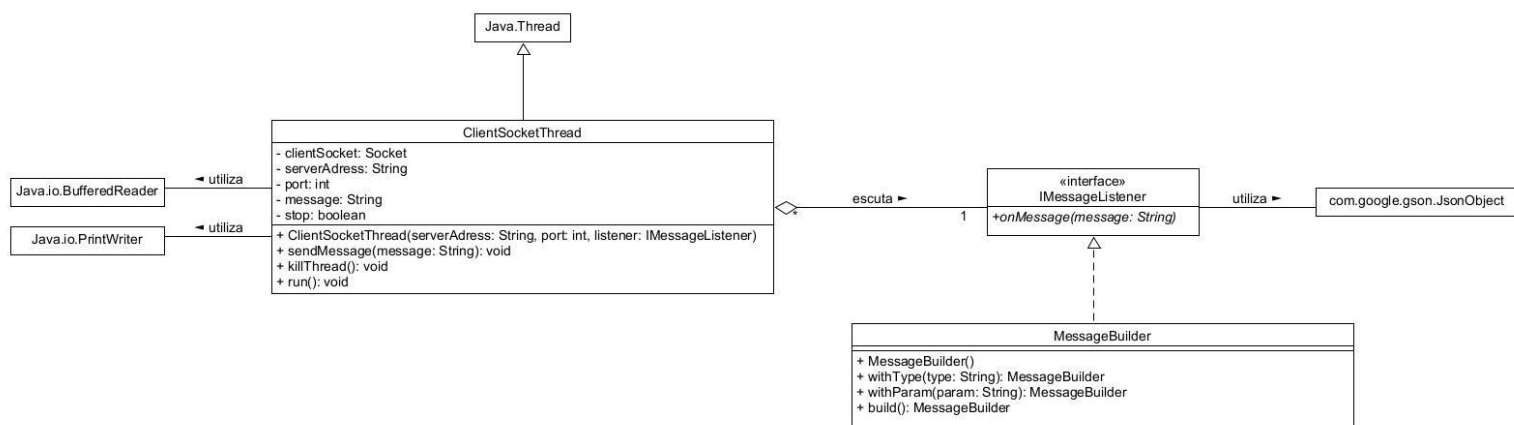 Java.Thread
ClientSocketThread
- clientSocket: Socket
- serverAdress: String
- port: int
- message: String
- stop: boolean
+ ClientSocketThread(serverAdress: String, port: int, listener: IMessageListener)
+ sendMessage(message: String): void
+ killThread(): void
+ run(): void
◄ utiliza
Java.io.BufferedReader
◄ utiliza
Java.io.PrintWriter
*
escuta ►
1
«interface»
IMessageListener
+onMessage(message: String)
utiliza ►
com.google.gson.JsonObject
MessageBuilder
+ MessageBuilder()
+ withType(type: String): MessageBuilder
+ withParam(param: String): MessageBuilder
+ build(): MessageBuilder